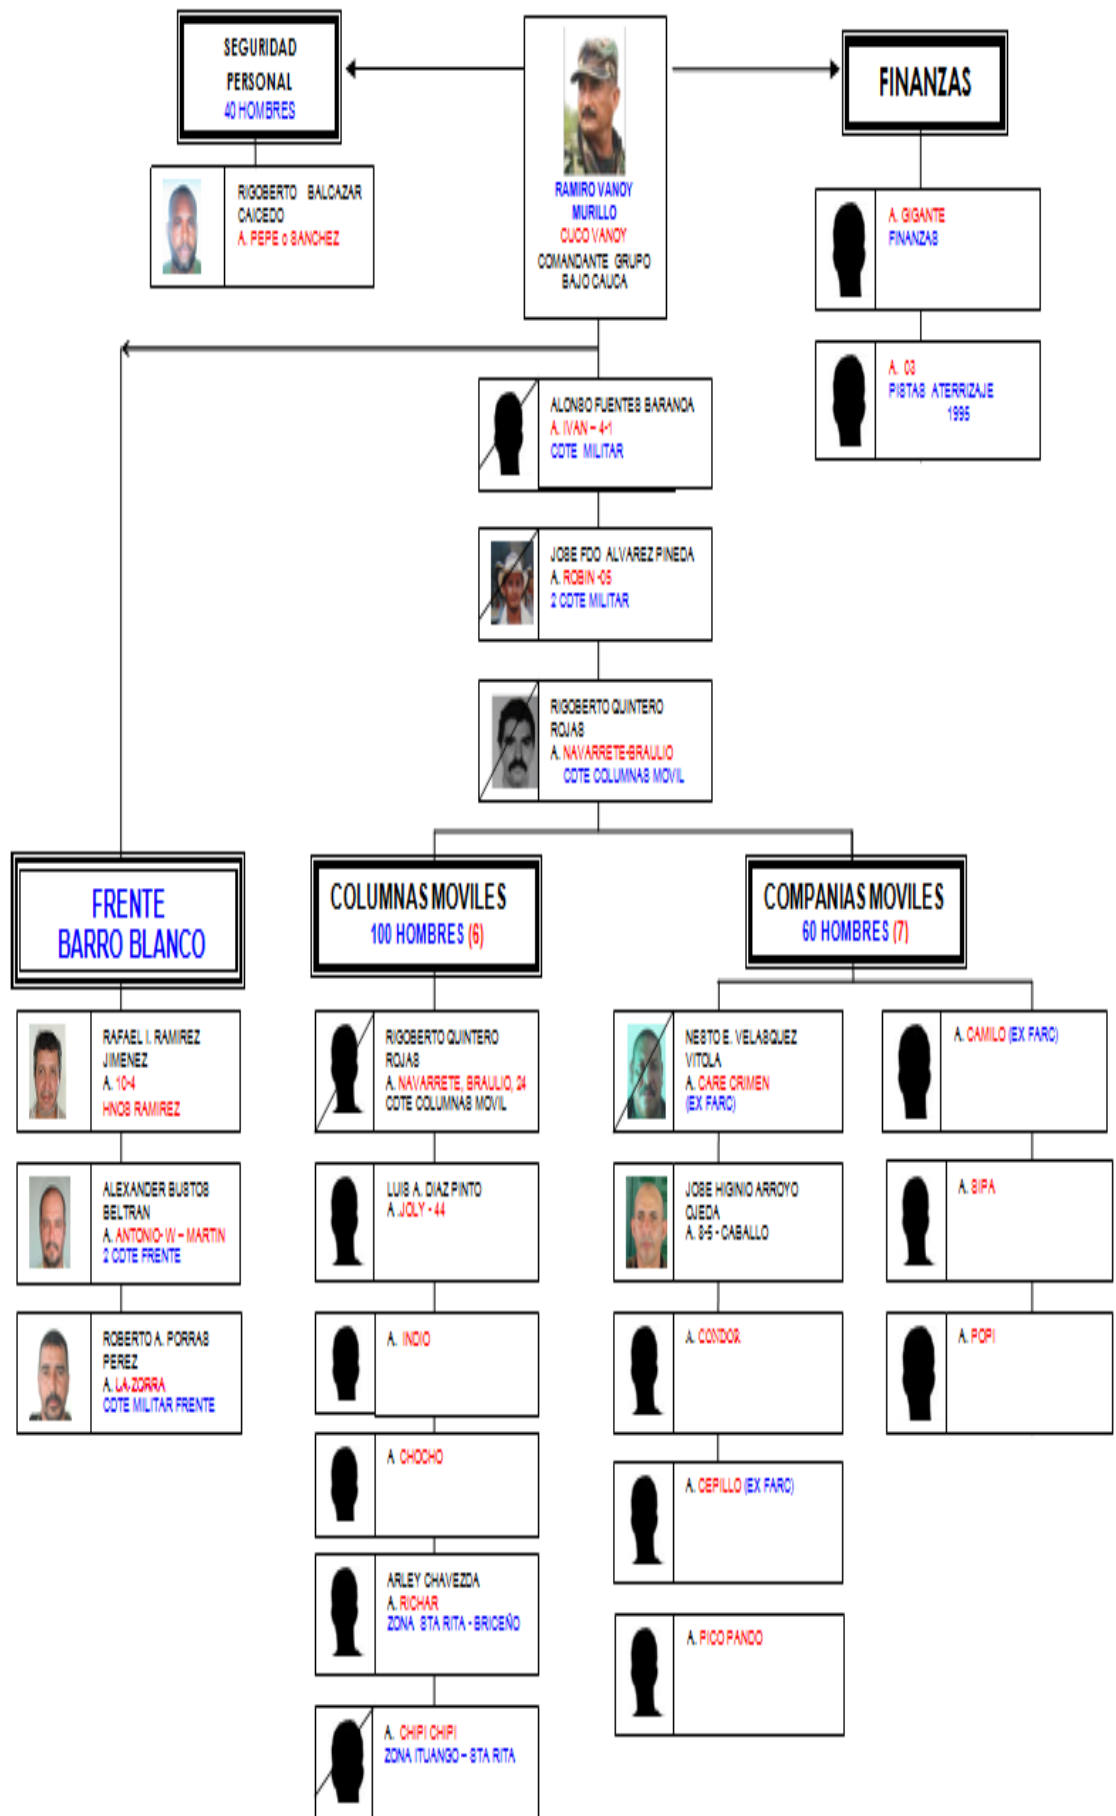 SEGURIDAD
PERSONAL
40 HOMBRES
RIGOBERTO BALCAZAR
CAICEDO
A. PEPE o SANCHEZ
RAMIRO VANOY
MURILLO
CUCO VANOY
COMANDANTE GRUPO
BAJO CAUCA
FINANZAS
A. GIGANTE
FINANZAS
A. 03
PISTAS ATERRIZAJE
1995
ALONSO FUENTES BARANOA
A. IVAN – 4-1
CDTE MILITAR
JOSE FDO ALVAREZ PINEDA
A. ROBIN -05
2 CDTE MILITAR
RIGOBERTO QUINTERO
ROJAS
A. NAVARRETE-BRAULIO
CDTE COLUMNAS MOVIL
FRENTE
BARRO BLANCO
RAFAEL I. RAMIREZ
JIMENEZ
A. 10-4
HNOS RAMIREZ
ALEXANDER BUSTOS
BELTRAN
A. ANTONIO- W – MARTIN
2 CDTE FRENTE
ROBERTO A. PORRAS
PEREZ
A. LA ZORRA
CDTE MILITAR FRENTE
COLUMNAS MOVILES
100 HOMBRES (6)
RIGOBERTO QUINTERO
ROJAS
A. NAVARRETE, BRAULIO, 24
CDTE COLUMNAS MOVIL
LUIS A. DIAZ PINTO
A .JOLY - 44
A. INDIO
A. CHOCHO
ARLEY CHAVEZDA
A. RICHAR
ZONA STA RITA - BRICEÑO
A. CHIPI CHIPI
ZONA ITUANGO – STA RITA
COMPANIAS MOVILES
60 HOMBRES (7)
NESTO E. VELASQUEZ
VITOLA
A. CARE CRIMEN
(EX FARC)
JOSE HIGINIO ARROYO
OJEDA
A. 8-5 - CABALLO
A. CONDOR
A. CEPILLO (EX FARC)
A. PICO PANDO
A. CAMILO (EX FARC)
A. SIPA
A. POPI